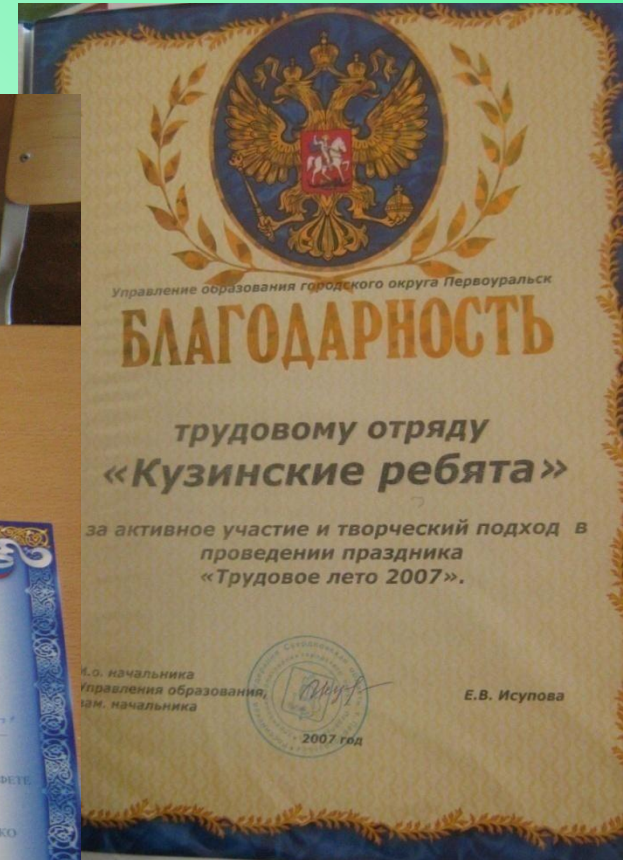 Управление образования городского округа Первоуральск
БЛАГОДАРНОСТЬ
трудовому отряду
«Кузинские ребята»
за активное участие и творческий подход в
проведении праздника
«Трудовое лето 2007».
начальника
Управления образования,
зам. начальника
Е.В. Исупова
2007 год